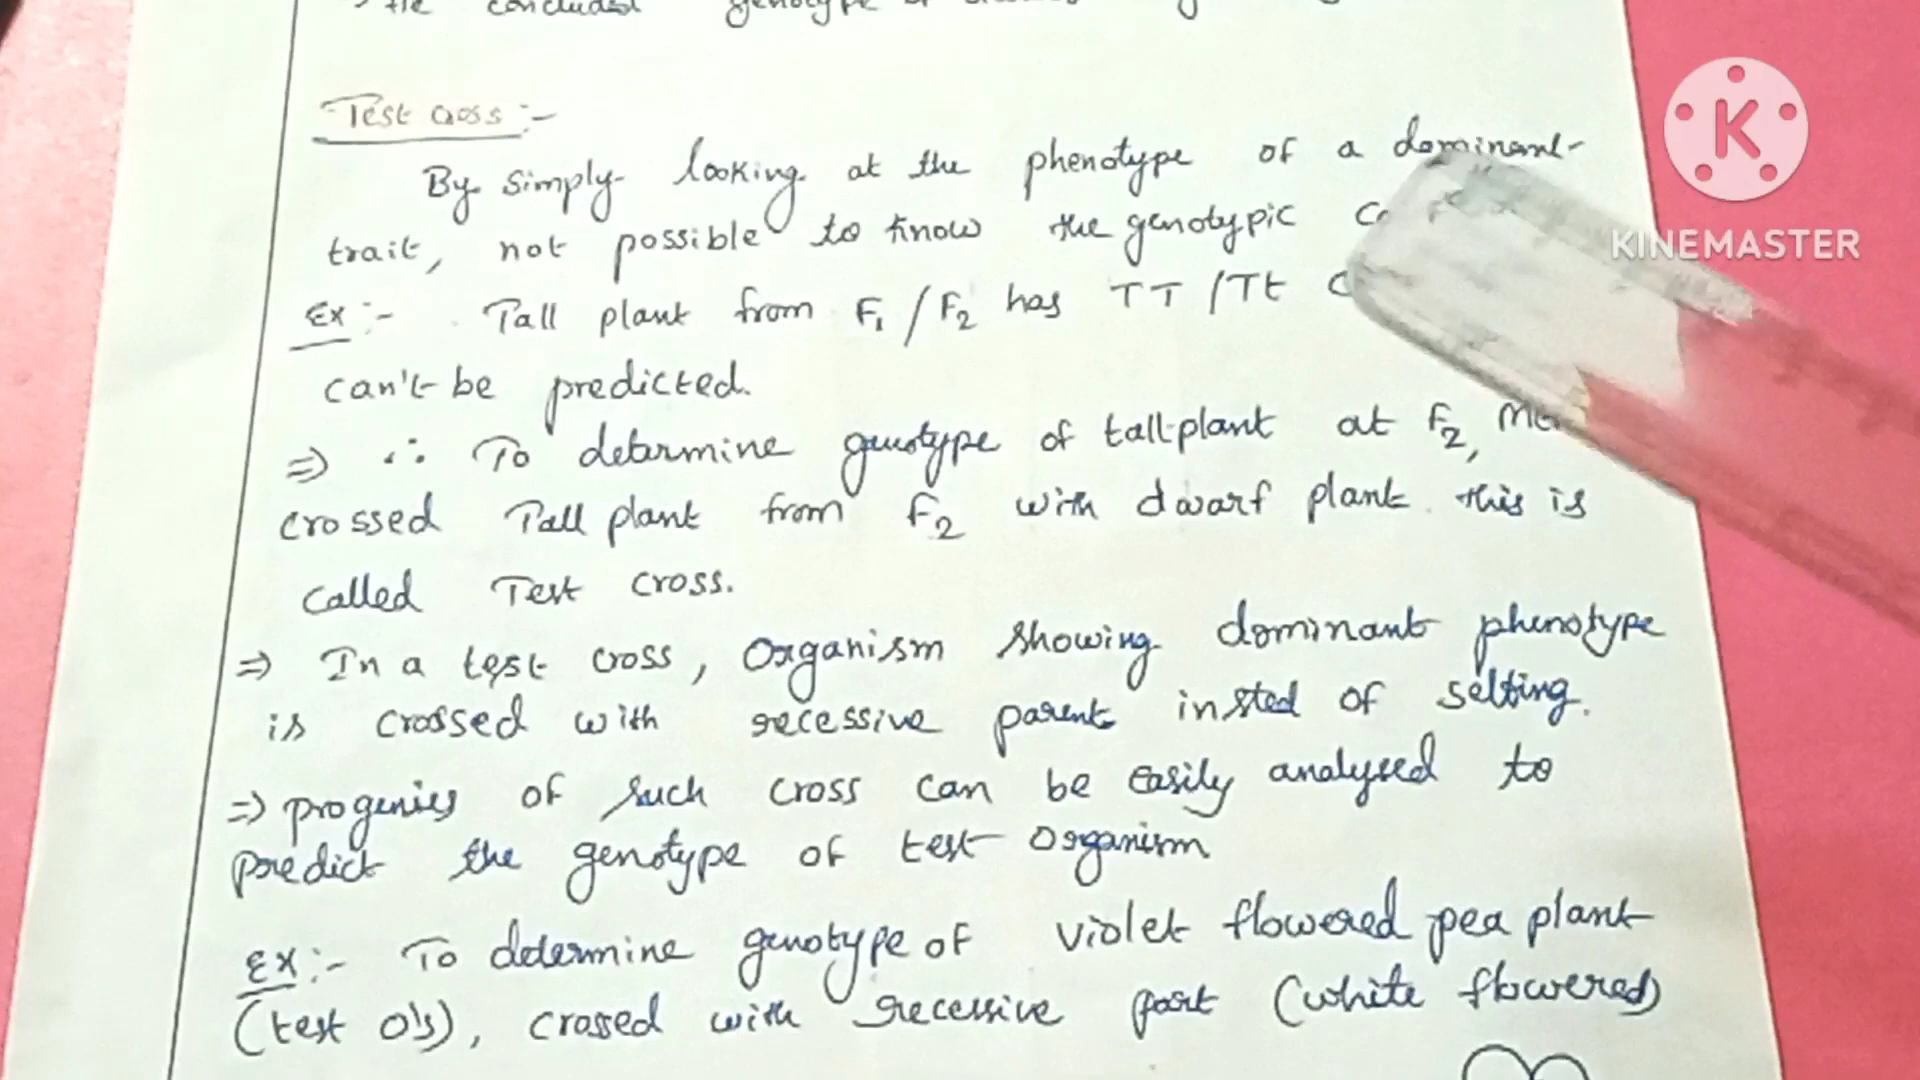 concluded genotype
Test cross :-
By simply looking at the phenotype of a dominant
trait, not possible to know the genotypic
Ex :- Tall plant from F1 / F2 has TT / Tt
can't be predicted.
⇒ ∴ To determine genotype of tall plant at F2,
crossed Tall plant from F2 with dwarf plant. this is
called Test cross.
⇒ In a test cross, Organism showing dominant phenotype
is crossed with recessive parent insted of selfing.
⇒ progenies of such cross can be easily analysed to
predict the genotype of test organism
Ex :- To determine genotype of violet flowered pea plant
(test o's), crossed with recessive part (white flowered)
K
KINEMASTER